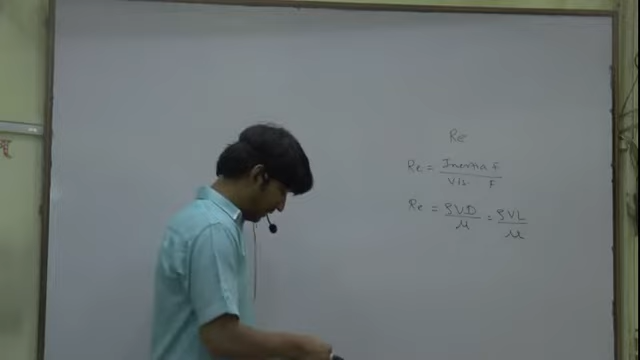 Re
Re = Inertia F / Vis. F
Re = ρVD / μ = ρVL / μ